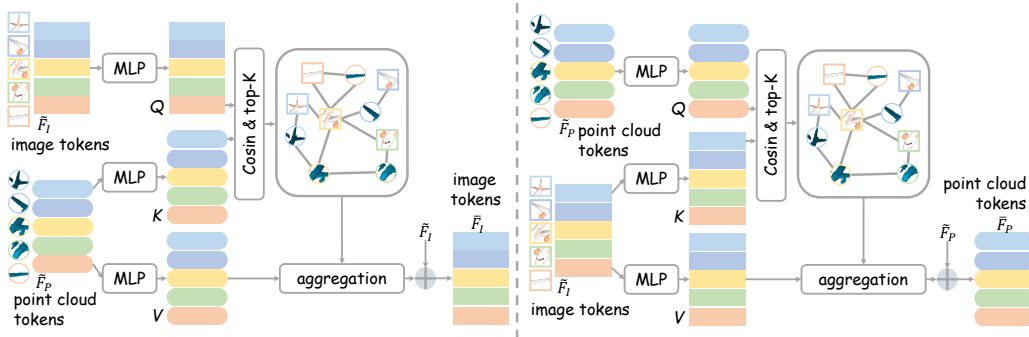 MLP
Q
F̃_I
image tokens
Cosin & top-K
MLP
K
F̃_P
point cloud
tokens
MLP
V
aggregation
F̃_I
image
tokens
F̄_I
MLP
Q
F̃_P point cloud
tokens
Cosin & top-K
MLP
K
F̃_I
image tokens
MLP
V
aggregation
F̃_P
point cloud
tokens
F̄_P